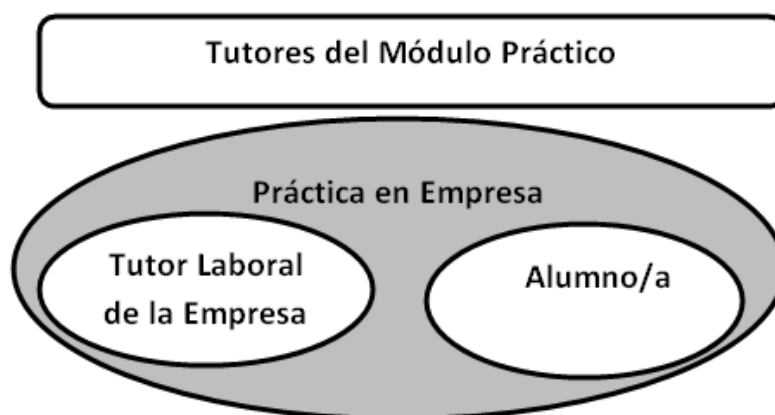 Tutores del Módulo Práctico
Práctica en Empresa
Tutor Laboral
de la Empresa
Alumno/a